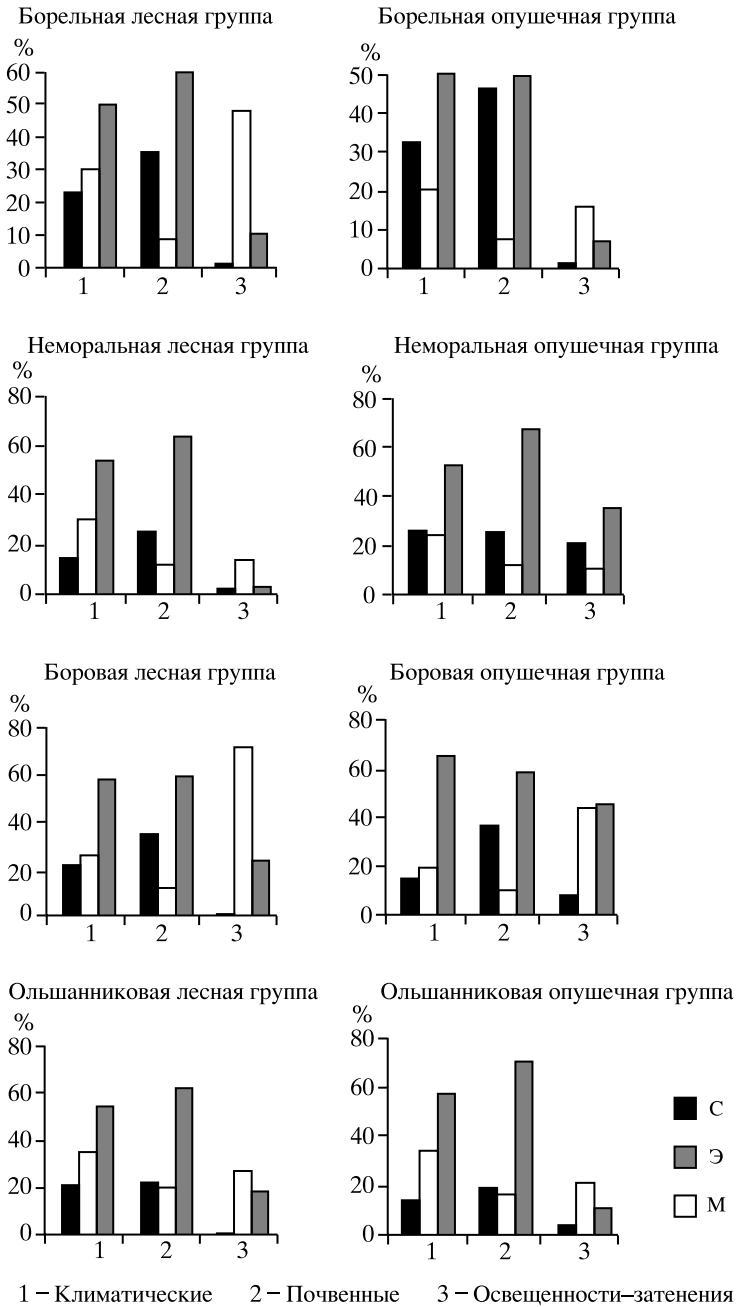 Борельная лесная группа
%
60
50
40
30
20
10
0
1 2 3
Борельная опушечная группа
%
50
40
30
20
10
0
1 2 3
Неморальная лесная группа
%
80
60
40
20
0
1 2 3
Неморальная опушечная группа
%
80
60
40
20
0
1 2 3
Боровая лесная группа
%
80
60
40
20
0
1 2 3
Боровая опушечная группа
%
80
60
40
20
0
1 2 3
Ольшанниковая лесная группа
%
80
60
40
20
0
1 2 3
Ольшанниковая опушечная группа
%
80
60
40
20
0
1 2 3
С
Э
М
1 – Климатические 2 – Почвенные 3 – Освещенности–затенения